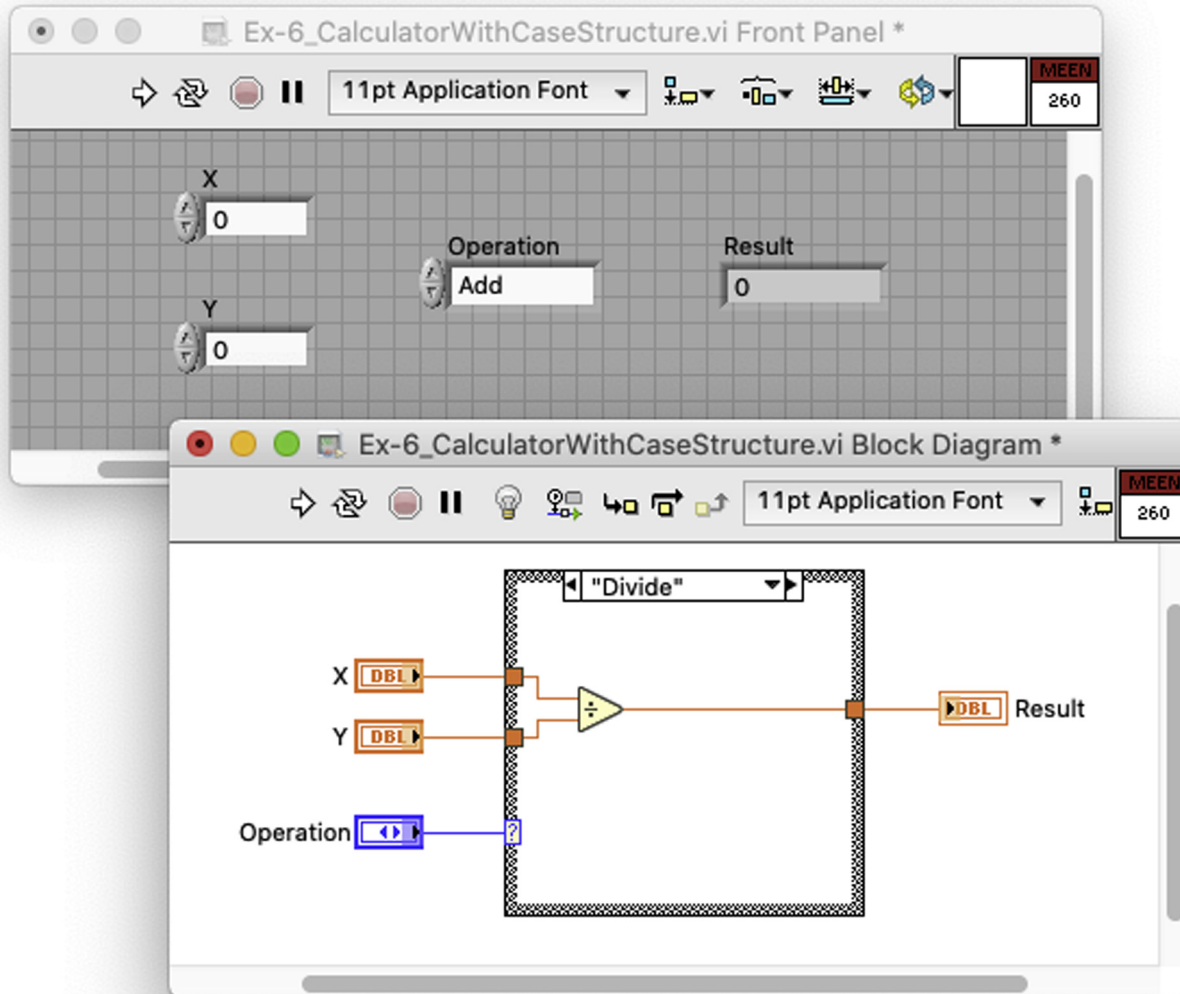 Ex-6_CalculatorWithCaseStructure.vi Front Panel *
11pt Application Font
MEEN
260
X
0
Operation
Add
Result
0
Y
0
Ex-6_CalculatorWithCaseStructure.vi Block Diagram *
11pt Application Font
MEEN
260
"Divide"
X DBL
÷
DBL Result
Y DBL
Operation ?